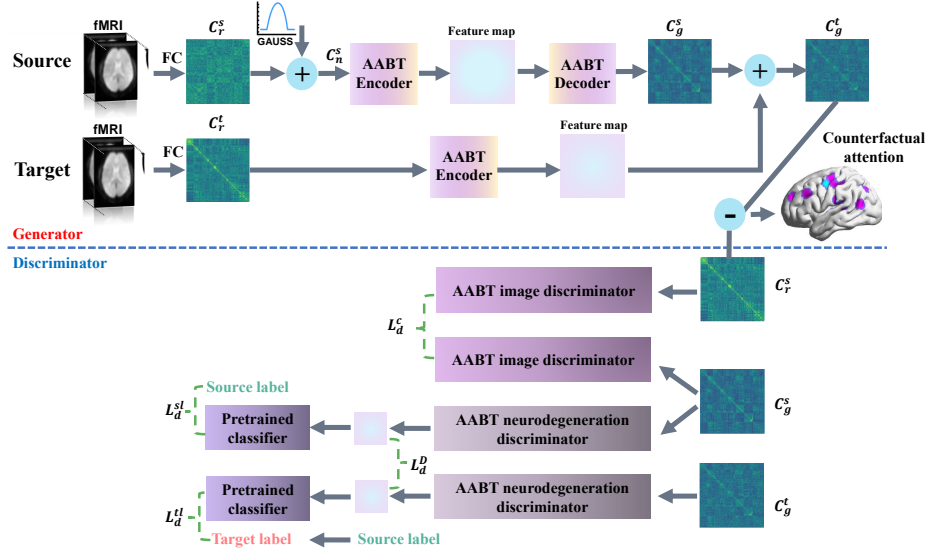 fMRI
Source
FC
C_r^s
GAUSS
+
C_n^s
AABT
Encoder
Feature map
AABT
Decoder
C_g^s
+
C_g^t
fMRI
Target
FC
C_r^t
AABT
Encoder
Feature map
Counterfactual
attention
-
Generator
Discriminator
AABT image discriminator
C_r^s
L_d^c
AABT image discriminator
C_g^s
Source label
L_d^sl
Pretrained
classifier
AABT neurodegeneration
discriminator
L_d^D
Pretrained
classifier
AABT neurodegeneration
discriminator
C_g^t
L_d^tl
Target label
Source label